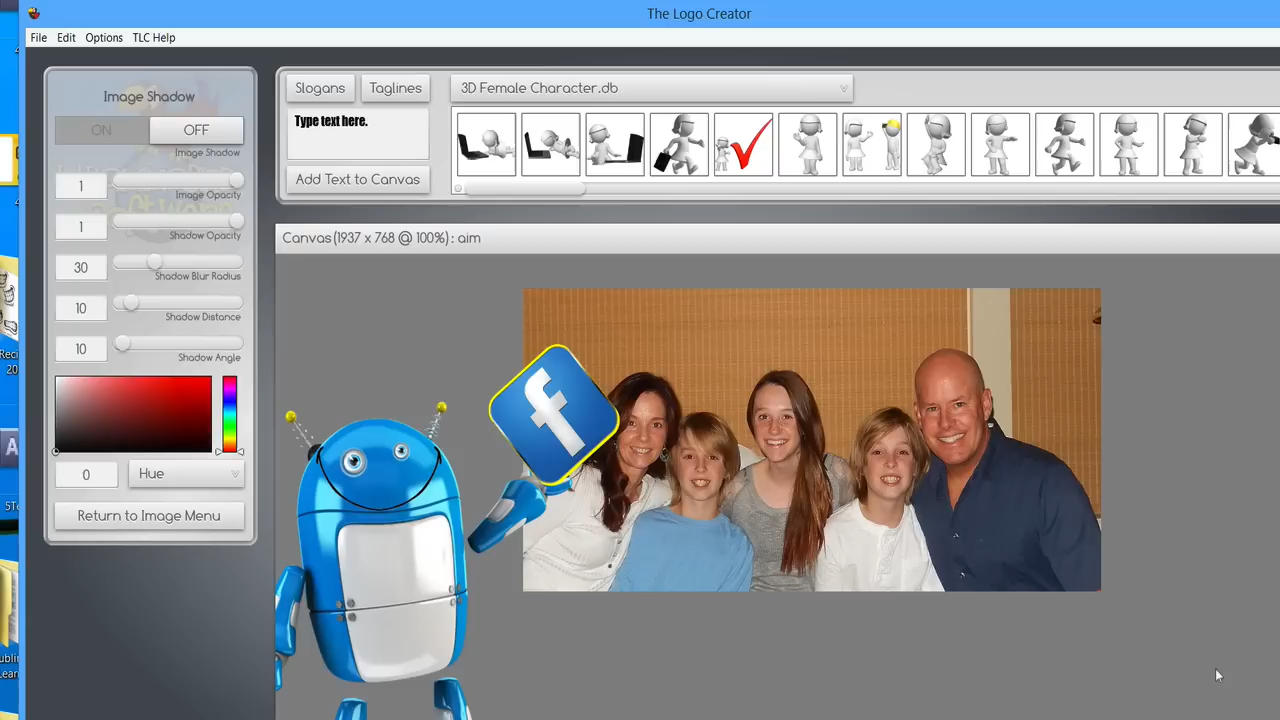 The Logo Creator
File Edit Options TLC Help
Image Shadow
ON OFF
Image Shadow
1
Image Opacity
1
Shadow Opacity
30
Shadow Blur Radius
10
Shadow Distance
10
Shadow Angle
0 Hue
Return to Image Menu
Slogans Taglines
Type text here.
Add Text to Canvas
3D Female Character.db
Canvas (1937 x 768 @ 100%) : aim
f